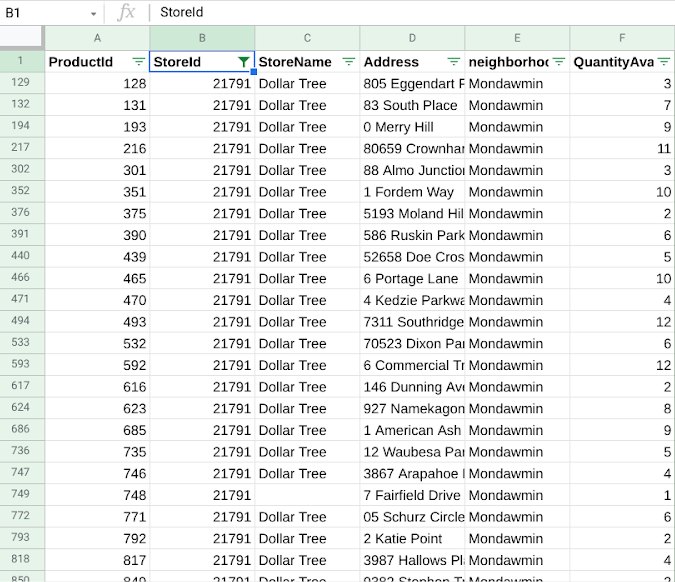 B1 fx StoreId
A B C D E F
1 ProductId StoreId StoreName Address neighborhoo QuantityAva
129 128 21791 Dollar Tree 805 Eggendart Mondawmin 3
132 131 21791 Dollar Tree 83 South Place Mondawmin 7
194 193 21791 Dollar Tree 0 Merry Hill Mondawmin 9
217 216 21791 Dollar Tree 80659 Crownhar Mondawmin 11
302 301 21791 Dollar Tree 88 Almo Junctio Mondawmin 3
352 351 21791 Dollar Tree 1 Fordem Way Mondawmin 10
376 375 21791 Dollar Tree 5193 Moland Hil Mondawmin 2
391 390 21791 Dollar Tree 586 Ruskin Park Mondawmin 6
440 439 21791 Dollar Tree 52658 Doe Cros Mondawmin 5
466 465 21791 Dollar Tree 6 Portage Lane Mondawmin 10
471 470 21791 Dollar Tree 4 Kedzie Parkwa Mondawmin 4
494 493 21791 Dollar Tree 7311 Southridge Mondawmin 12
533 532 21791 Dollar Tree 70523 Dixon Par Mondawmin 6
593 592 21791 Dollar Tree 6 Commercial Tr Mondawmin 12
617 616 21791 Dollar Tree 146 Dunning Ave Mondawmin 2
624 623 21791 Dollar Tree 927 Namekagon Mondawmin 8
686 685 21791 Dollar Tree 1 American Ash Mondawmin 9
736 735 21791 Dollar Tree 12 Waubesa Par Mondawmin 5
747 746 21791 Dollar Tree 3867 Arapahoe Mondawmin 4
749 748 21791 7 Fairfield Drive Mondawmin 1
772 771 21791 Dollar Tree 05 Schurz Circle Mondawmin 6
793 792 21791 Dollar Tree 2 Katie Point Mondawmin 2
818 817 21791 Dollar Tree 3987 Hallows Pl Mondawmin 4
850 849 21791 Dollar Tree 9382 Stephen Mondawmin